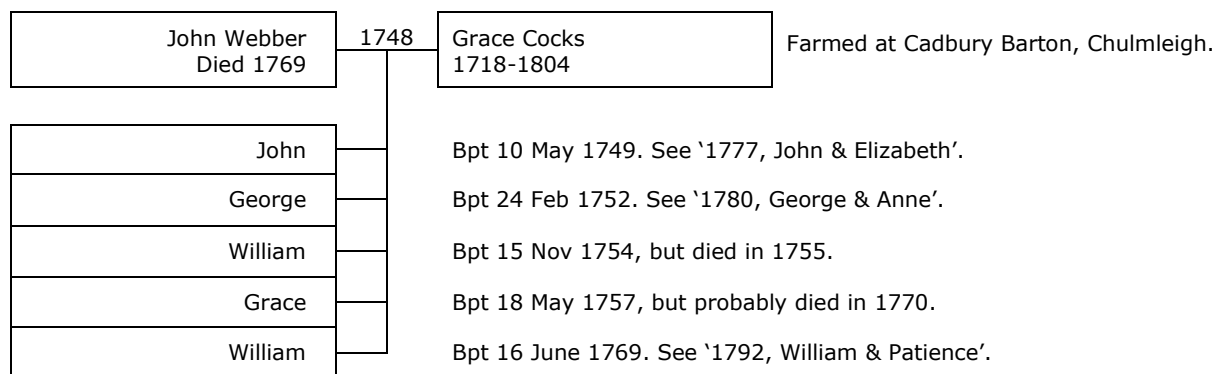 John Webber
Died 1769
1748
Grace Cocks
1718-1804
Farmed at Cadbury Barton, Chulmleigh.
John
Bpt 10 May 1749. See ‘1777, John & Elizabeth’.
George
Bpt 24 Feb 1752. See ‘1780, George & Anne’.
William
Bpt 15 Nov 1754, but died in 1755.
Grace
Bpt 18 May 1757, but probably died in 1770.
William
Bpt 16 June 1769. See ‘1792, William & Patience’.